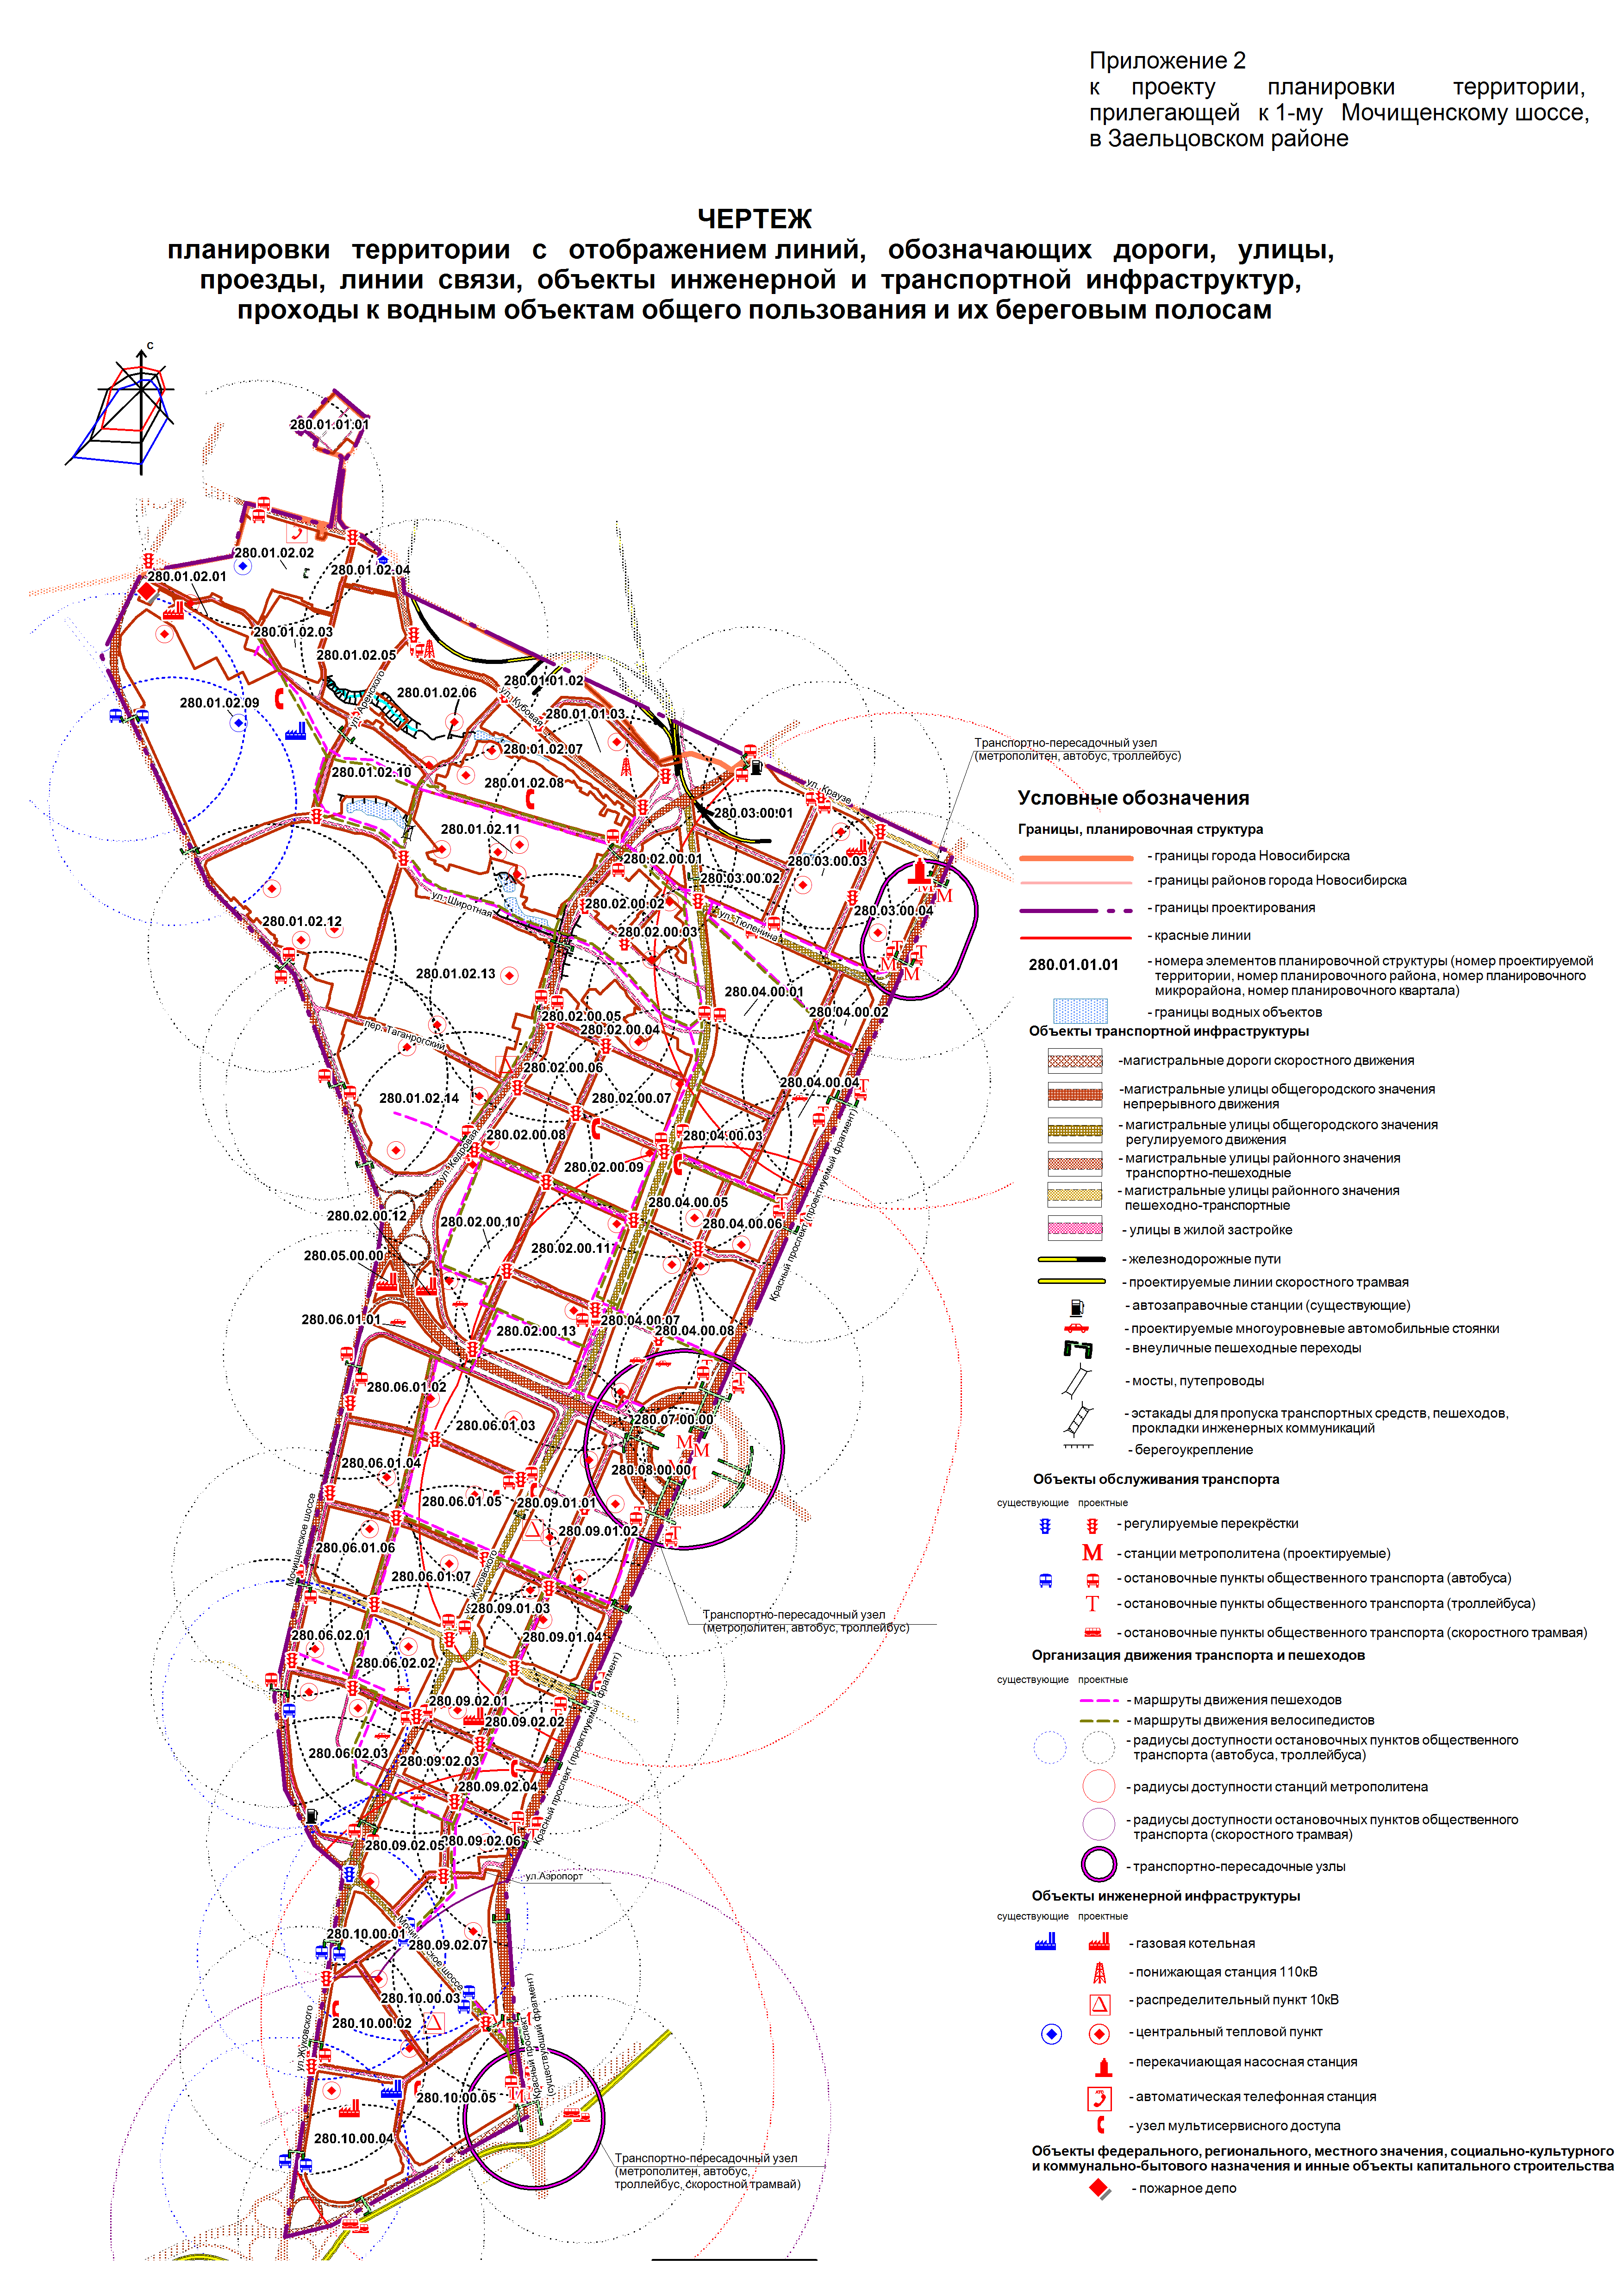 Приложение 2
к проекту планировки территории,
прилегающей к 1-му Мочищенскому шоссе,
в Заельцовском районе
ЧЕРТЕЖ
планировки территории с отображением линий, обозначающих дороги, улицы,
проезды, линии связи, объекты инженерной и транспортной инфраструктур,
проходы к водным объектам общего пользования и их береговым полосам
С
280.01.01.01
280.01.02.02
280.01.02.04
280.01.02.01
280.01.02.03
280.01.02.05
280.01.02.06
280.01.01.02
280.01.02.09
ул. Аренского
ул. Кубовая
280.01.01.03
280.01.02.07
280.01.02.10
280.01.02.08
280.01.02.11
ул. Краузе
280.03.00.01
280.02.00.01
280.03.00.03
280.03.00.02
280.02.00.02
280.03.00.04
ул. Широтная
ул. Тюленина
280.01.02.12
280.02.00.03
280.01.02.13
280.04.00.01
280.02.00.05
280.02.00.04
280.04.00.02
пер. Таганрогский
280.02.00.06
280.04.00.04
280.01.02.14
280.02.00.07
280.02.00.08
280.04.00.03
ул. Кедровая
280.02.00.09
Красный проспект (проектируемый фрагмент)
280.04.00.05
280.02.00.12
280.02.00.10
280.04.00.06
280.05.00.00
280.02.00.11
280.06.01.01
280.04.00.07
280.02.00.13
280.04.00.08
280.06.01.02
280.06.01.03
280.07.00.00
280.06.01.04
280.08.00.00
280.06.01.05
280.09.01.01
280.09.01.02
Мочищенское шоссе
280.06.01.06
280.06.01.07
ул. Жуковского
280.09.01.03
280.06.02.01
280.09.01.04
280.06.02.02
280.09.02.01
280.09.02.02
280.06.02.03
280.09.02.03
280.09.02.04
Красный проспект (проектируемый фрагмент)
280.09.02.05
280.09.02.06
ул.Аэропорт
280.10.00.01
280.09.02.07
Мочищенское шоссе
280.10.00.03
280.10.00.02
ул.Жуковского
Красный проспект
(существующий фрагмент)
280.10.00.05
280.10.00.04
Транспортно-пересадочный узел
(метрополитен, автобус, троллейбус)
Транспортно-пересадочный узел
(метрополитен, автобус, троллейбус)
Транспортно-пересадочный узел
(метрополитен, автобус,
троллейбус, скоростной трамвай)
Условные обозначения
Границы, планировочная структура
- границы города Новосибирска
- границы районов города Новосибирска
- границы проектирования
- красные линии
280.01.01.01
- номера элементов планировочной структуры (номер проектируемой
территории, номер планировочного района, номер планировочного
микрорайона, номер планировочного квартала)
- границы водных объектов
Объекты транспортной инфраструктуры
-магистральные дороги скоростного движения
-магистральные улицы общегородского значения
непрерывного движения
- магистральные улицы общегородского значения
регулируемого движения
- магистральные улицы районного значения
транспортно-пешеходные
- магистральные улицы районного значения
пешеходно-транспортные
- улицы в жилой застройке
- железнодорожные пути
- проектируемые линии скоростного трамвая
- автозаправочные станции (существующие)
- проектируемые многоуровневые автомобильные стоянки
- внеуличные пешеходные переходы
- мосты, путепроводы
- эстакады для пропуска транспортных средств, пешеходов,
прокладки инженерных коммуникаций
- берегоукрепление
Объекты обслуживания транспорта
существующие проектные
- регулируемые перекрёстки
М - станции метрополитена (проектируемые)
- остановочные пункты общественного транспорта (автобуса)
Т - остановочные пункты общественного транспорта (троллейбуса)
- остановочные пункты общественного транспорта (скоростного трамвая)
Организация движения транспорта и пешеходов
существующие проектные
- маршруты движения пешеходов
- маршруты движения велосипедистов
- радиусы доступности остановочных пунктов общественного
транспорта (автобуса, троллейбуса)
- радиусы доступности станций метрополитена
- радиусы доступности остановочных пунктов общественного
транспорта (скоростного трамвая)
- транспортно-пересадочные узлы
Объекты инженерной инфраструктуры
существующие проектные
- газовая котельная
- понижающая станция 110кВ
- распределительный пункт 10кВ
- центральный тепловой пункт
- перекачиающая насосная станция
- автоматическая телефонная станция
- узел мультисервисного доступа
Объекты федерального, регионального, местного значения, социально-культурного
и коммунально-бытового назначения и инные объекты капитального строительства
- пожарное депо